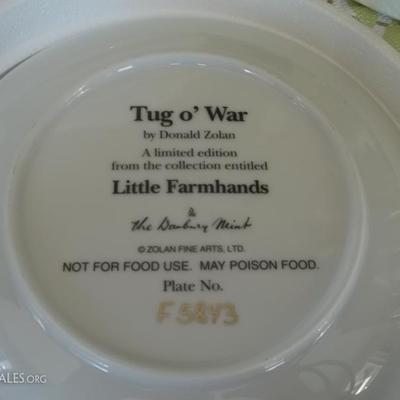 Tug o' War
by Donald Zolan
A limited edition
from the collection entitled
Little Farmhands
&
The Danbury Mint
© ZOLAN FINE ARTS, LTD.
NOT FOR FOOD USE. MAY POISON FOOD.
Plate No.
F5843
ALES.ORG